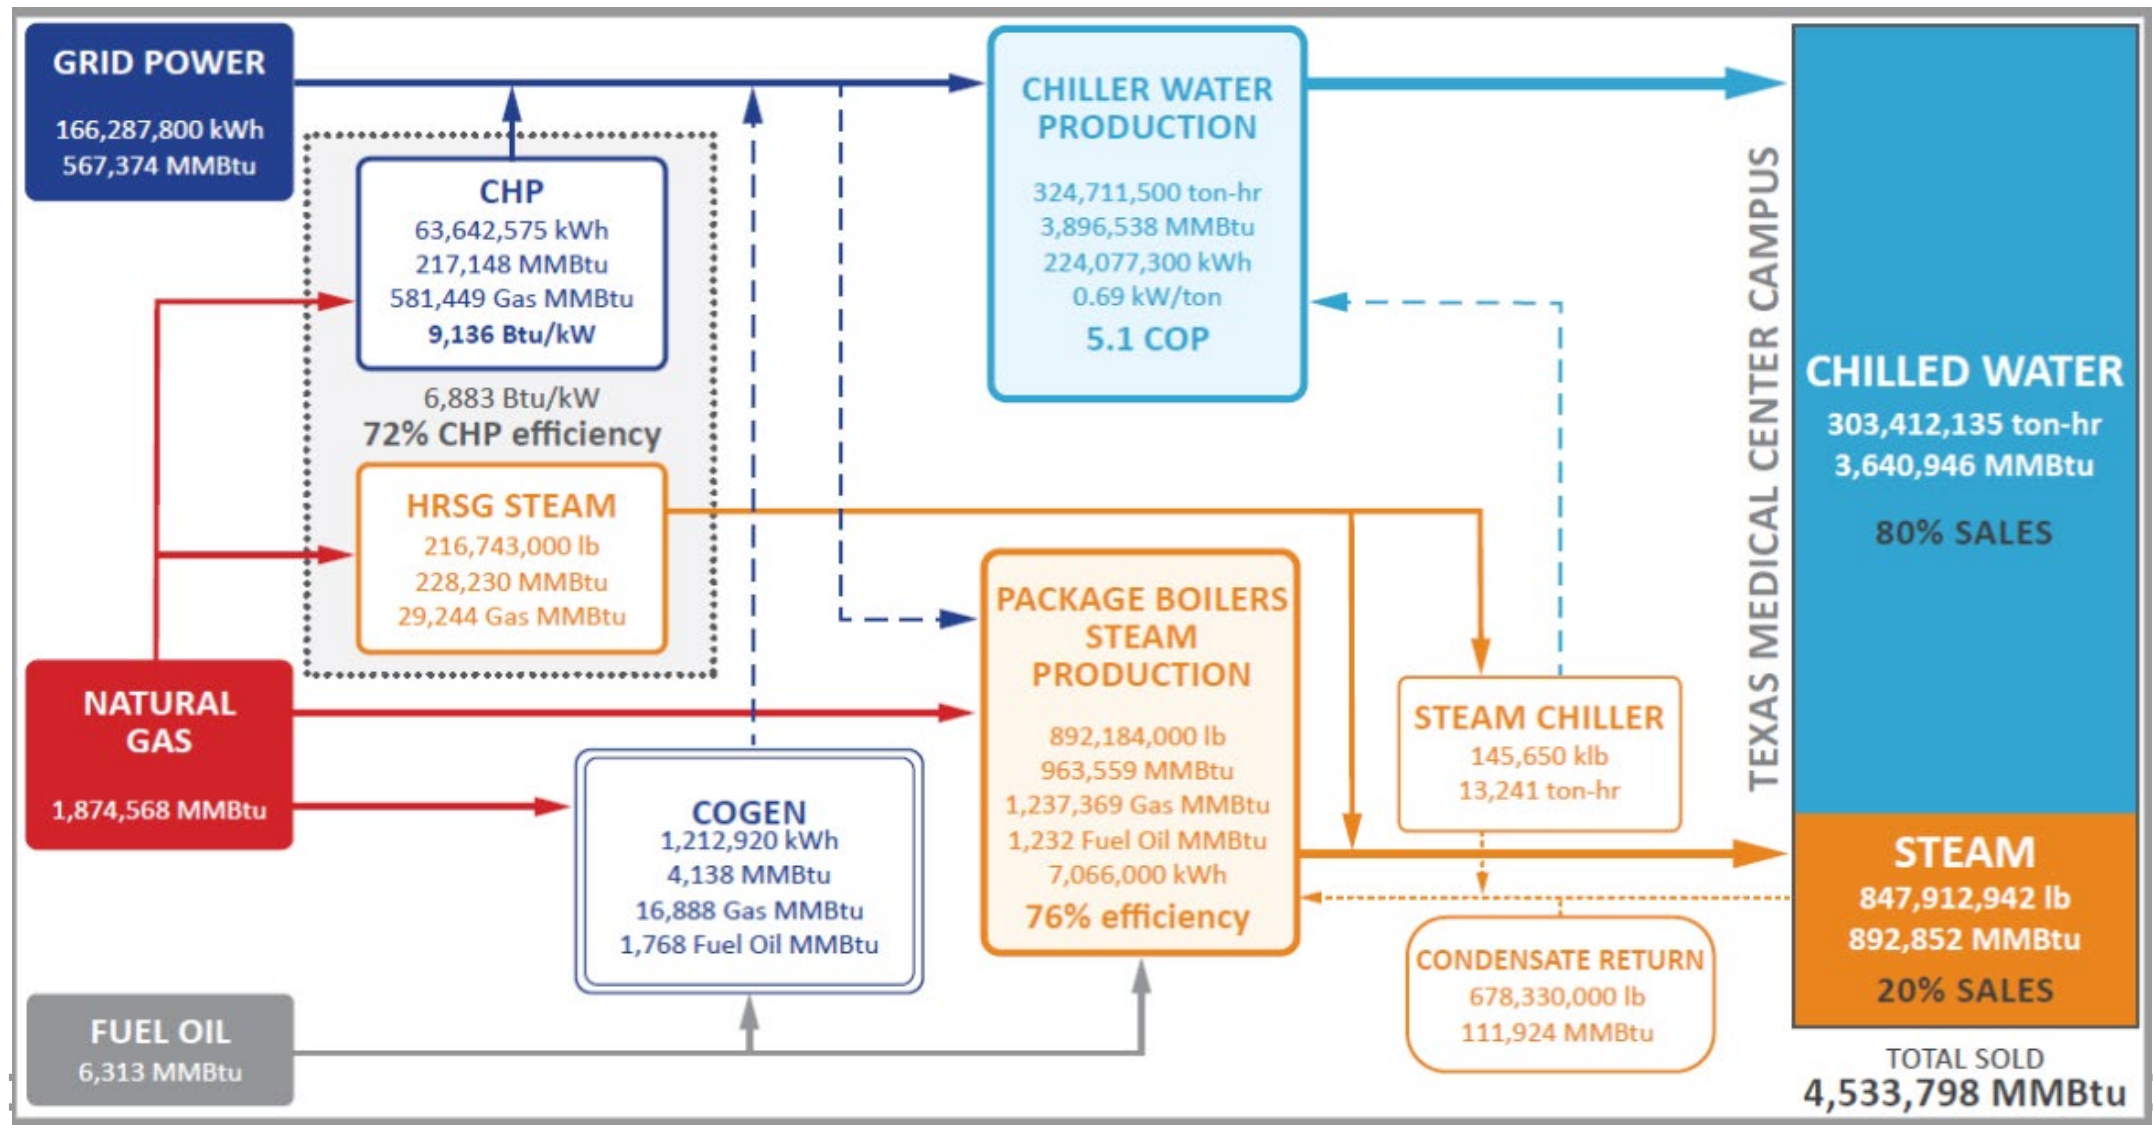 GRID POWER
166,287,800 kWh
567,374 MMBtu
CHP
63,642,575 kWh
217,148 MMBtu
581,449 Gas MMBtu
9,136 Btu/kW
6,883 Btu/kW
72% CHP efficiency
HRSG STEAM
216,743,000 lb
228,230 MMBtu
29,244 Gas MMBtu
NATURAL
GAS
1,874,568 MMBtu
COGEN
1,212,920 kWh
4,138 MMBtu
16,888 Gas MMBtu
1,768 Fuel Oil MMBtu
FUEL OIL
6,313 MMBtu
CHILLER WATER
PRODUCTION
324,711,500 ton-hr
3,896,538 MMBtu
224,077,300 kWh
0.69 kW/ton
5.1 COP
PACKAGE BOILERS
STEAM
PRODUCTION
892,184,000 lb
963,559 MMBtu
1,237,369 Gas MMBtu
1,232 Fuel Oil MMBtu
7,066,000 kWh
76% efficiency
STEAM CHILLER
145,650 klb
13,241 ton-hr
CONDENSATE RETURN
678,330,000 lb
111,924 MMBtu
TEXAS MEDICAL CENTER CAMPUS
CHILLED WATER
303,412,135 ton-hr
3,640,946 MMBtu
80% SALES
STEAM
847,912,942 lb
892,852 MMBtu
20% SALES
TOTAL SOLD
4,533,798 MMBtu